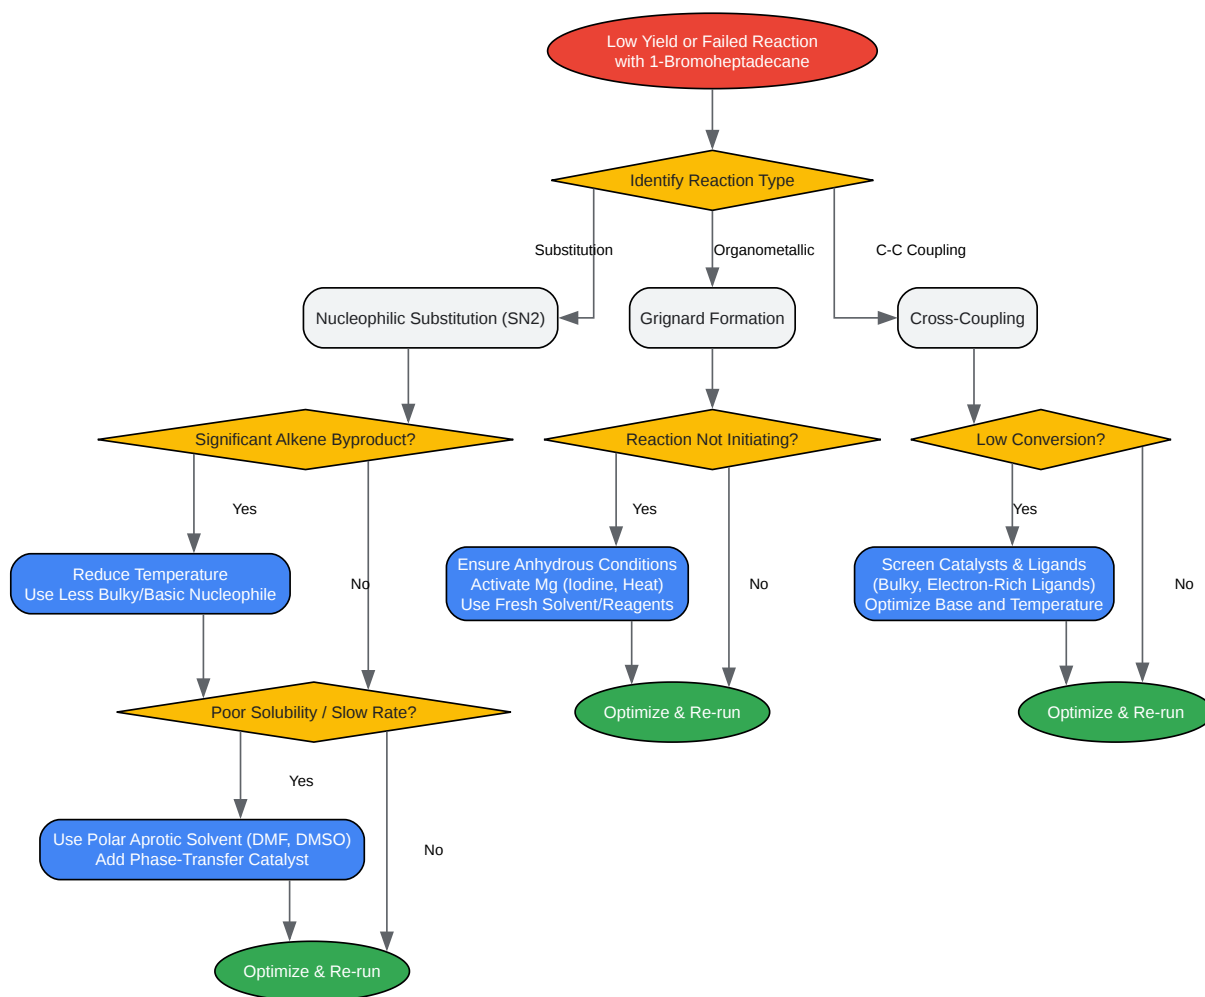 Low Yield or Failed Reaction
with 1-Bromoheptadecane
Identify Reaction Type
Substitution
Organometallic
C-C Coupling
Nucleophilic Substitution (SN2)
Grignard Formation
Cross-Coupling
Significant Alkene Byproduct?
Reaction Not Initiating?
Low Conversion?
Yes
Yes
Yes
Reduce Temperature
Use Less Bulky/Basic Nucleophile
No
Ensure Anhydrous Conditions
Activate Mg (Iodine, Heat)
Use Fresh Solvent/Reagents
No
Screen Catalysts & Ligands
(Bulky, Electron-Rich Ligands)
Optimize Base and Temperature
No
Poor Solubility / Slow Rate?
Optimize & Re-run
Optimize & Re-run
Yes
Use Polar Aprotic Solvent (DMF, DMSO)
Add Phase-Transfer Catalyst
No
Optimize & Re-run